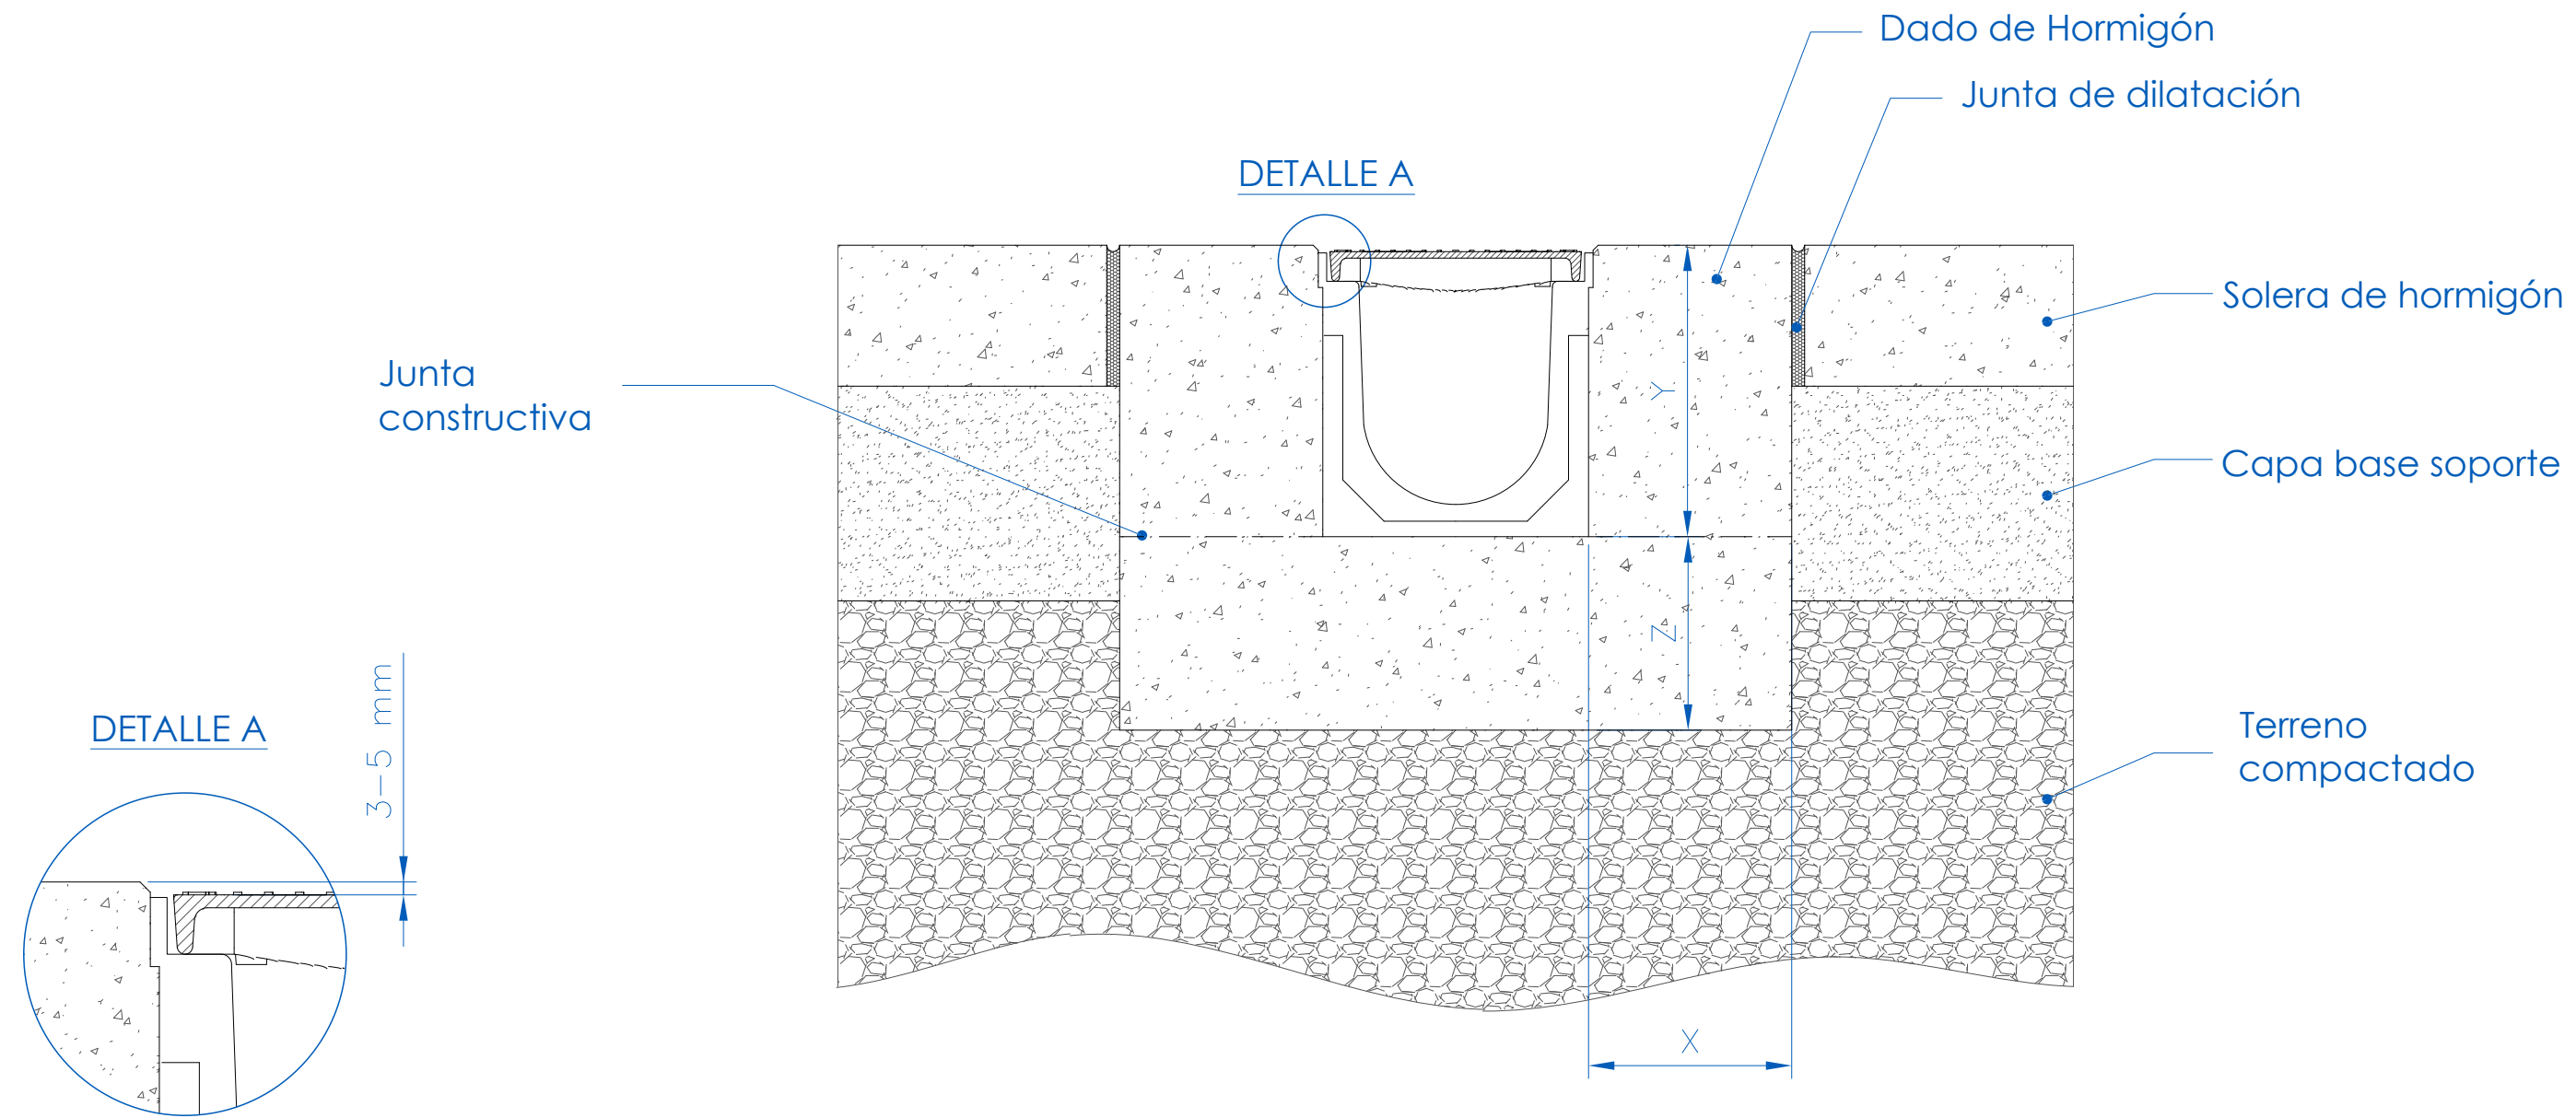 Dado de Hormigón
Junta de dilatación
DETALLE A
Solera de hormigón
Junta
constructiva
Y
Capa base soporte
Z
3-5 mm
DETALLE A
Terreno
compactado
X